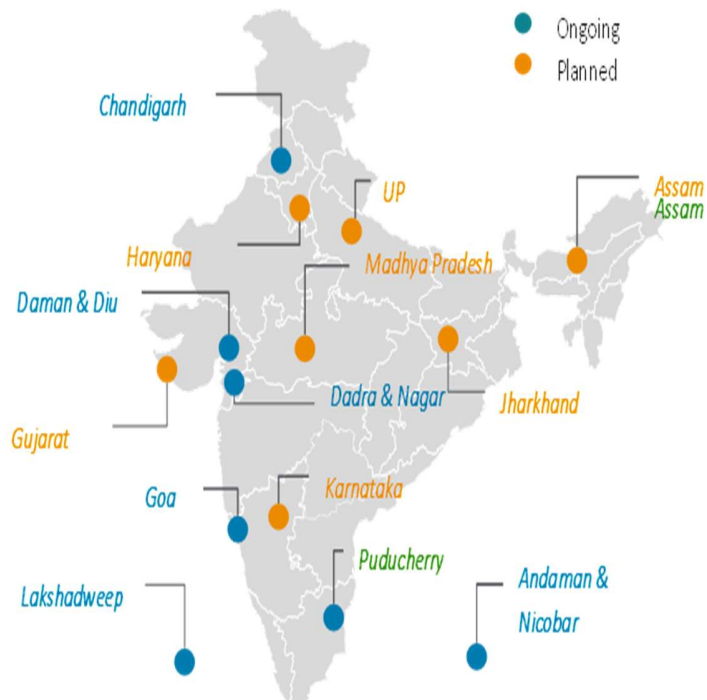 Ongoing
Planned
Chandigarh
UP
Assam
Assam
Haryana
Madhya Pradesh
Daman & Diu
Dadra & Nagar
Jharkhand
Gujarat
Goa
Karnataka
Puducherry
Lakshadweep
Andaman &
Nicobar